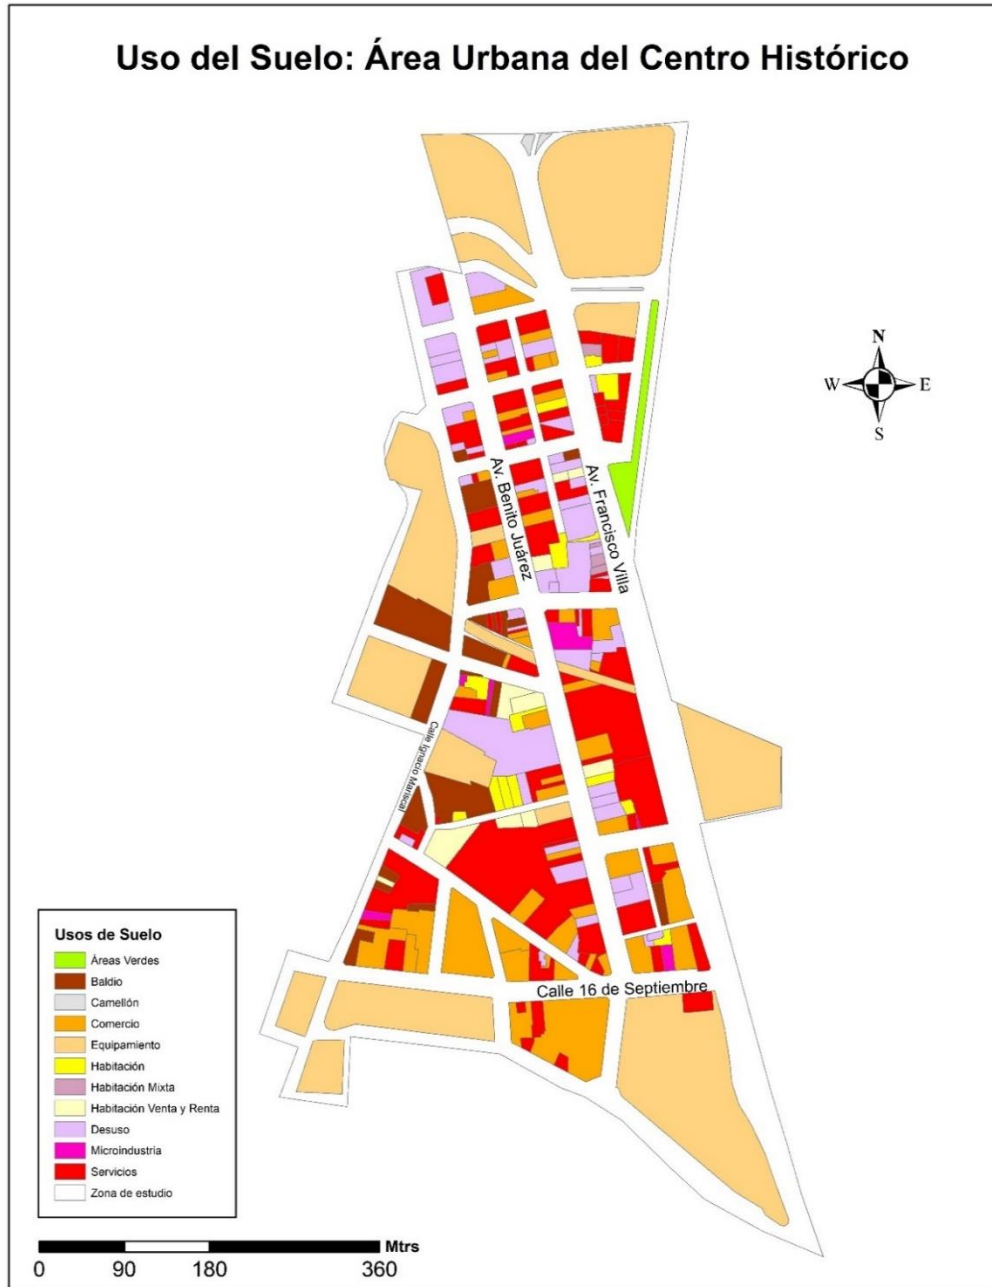 Uso del Suelo: Área Urbana del Centro Histórico
N
W
E
S
Av. Benito Juárez
Av. Francisco Villa
Calle Ignacio Mariscal
Calle 16 de Septiembre
Usos de Suelo
Áreas Verdes
Baldio
Camellón
Comercio
Equipamiento
Habitación
Habitación Mixta
Habitación Venta y Renta
Desuso
Microindustria
Servicios
Zona de estudio
Mtrs
0 90 180 360